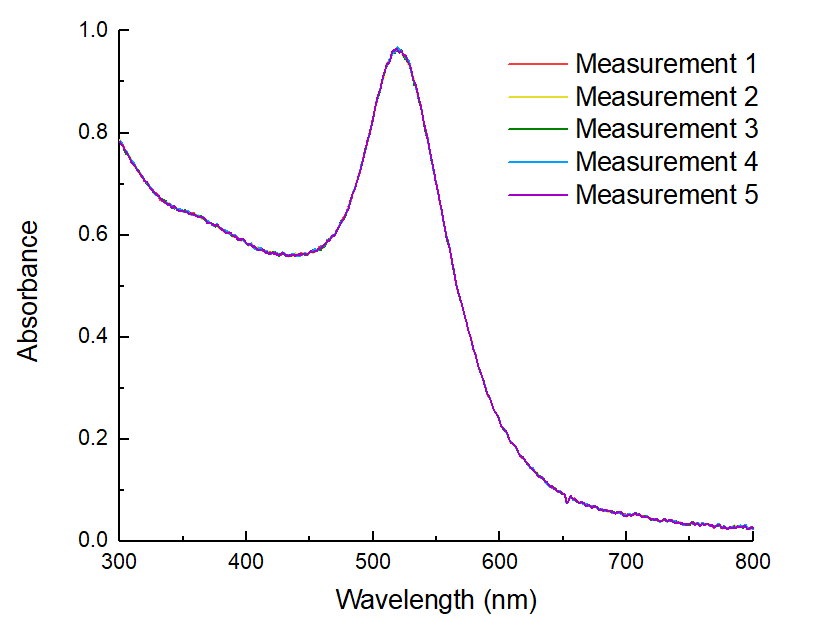 1.0
0.8
0.6
0.4
0.2
0.0
Absorbance
Measurement 1
Measurement 2
Measurement 3
Measurement 4
Measurement 5
300 400 500 600 700 800
Wavelength (nm)